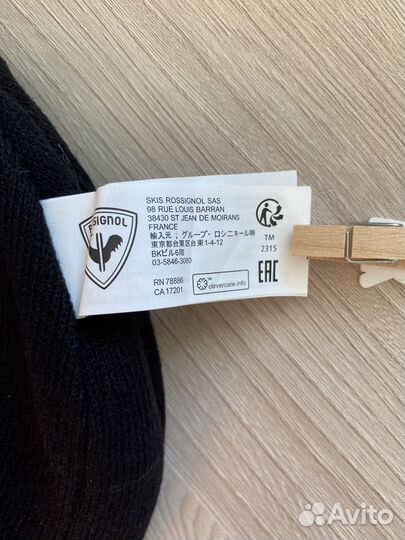 ROSSIGNOL
SKIS ROSSIGNOL SAS
98 RUE LOUIS BARRAN
38430 ST JEAN DE MOIRANS
FRANCE
輸入元 , グループ・ロシニョール㈱
東京都台東区台東1-4-12
BKビル6階
03-5846-3080
TM
2315
RN 78886
CA 17201
TM
clevercare.info
EAC
Avito